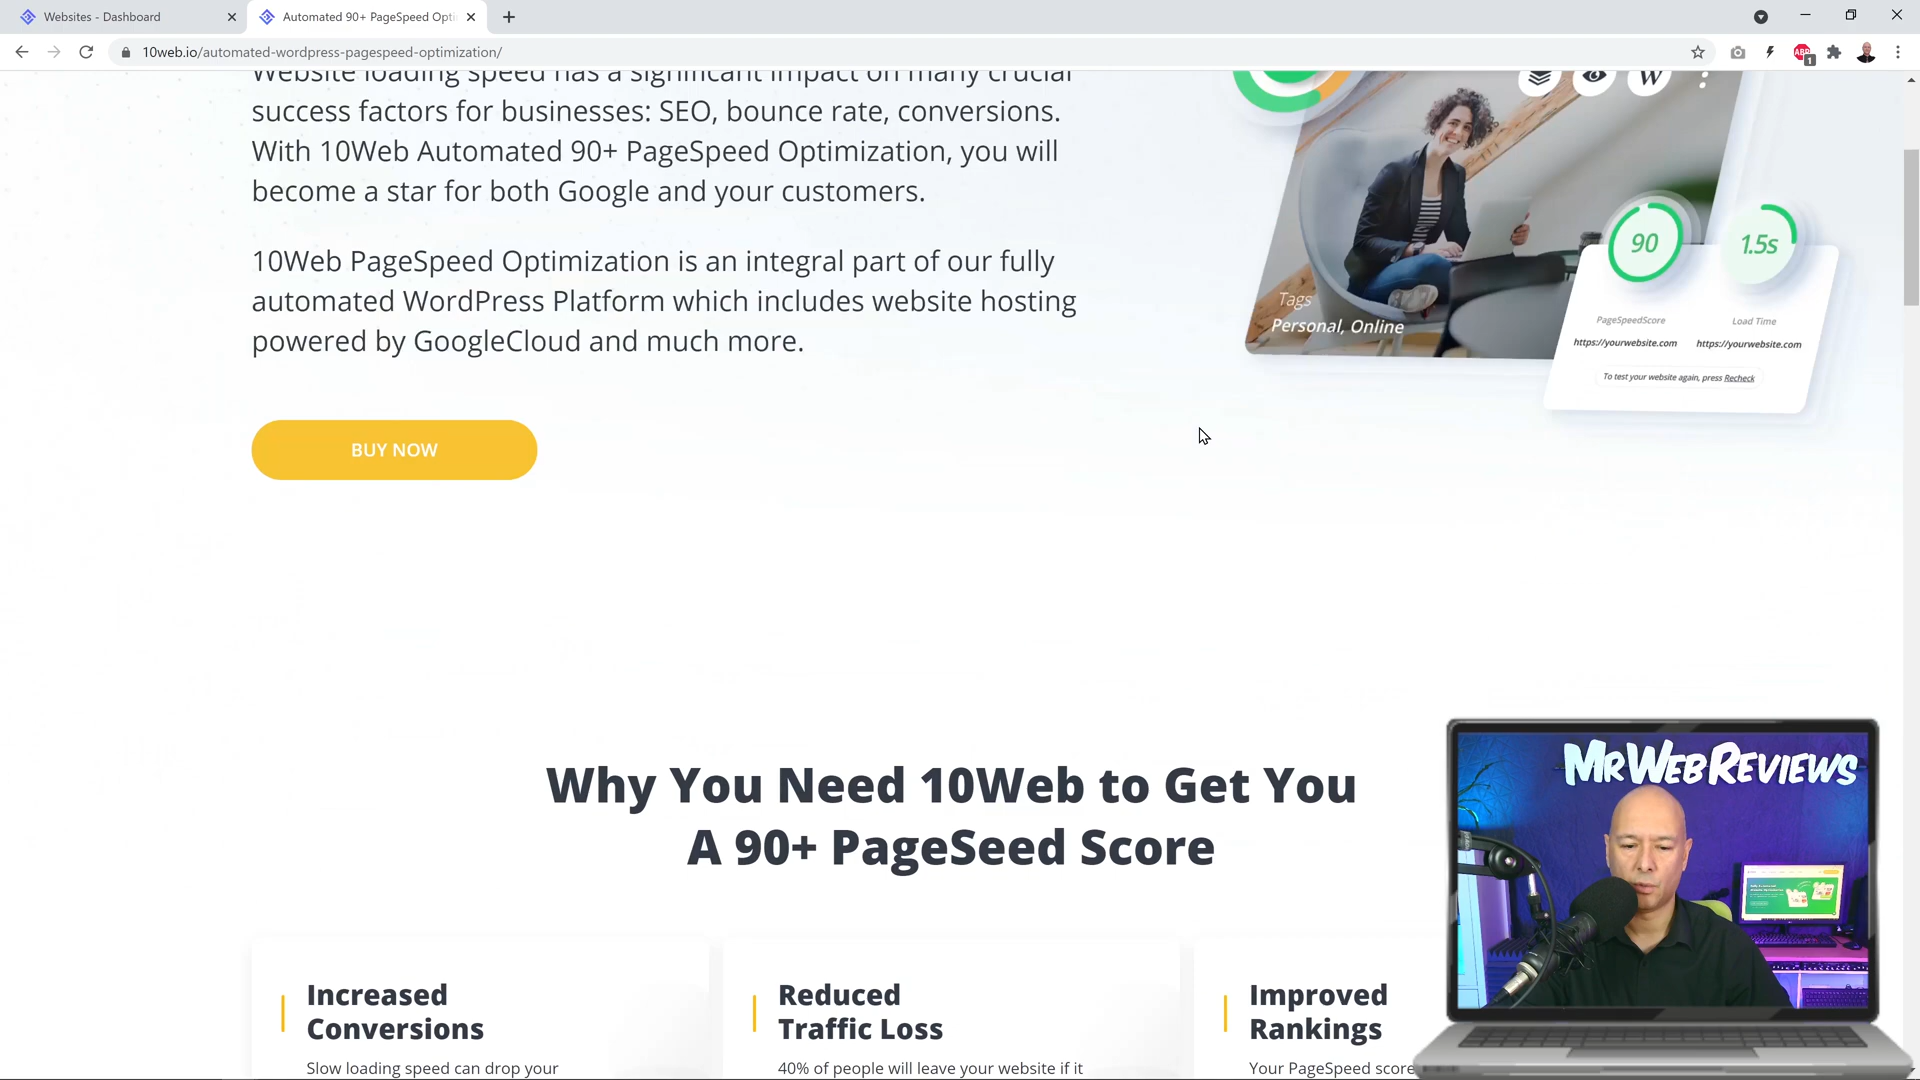 Websites - Dashboard
Automated 90+ PageSpeed Opti
10web.io/automated-wordpress-pagespeed-optimization/
ABP
1
Website loading speed has a significant impact on many crucial
success factors for businesses: SEO, bounce rate, conversions.
With 10Web Automated 90+ PageSpeed Optimization, you will
become a star for both Google and your customers.
10Web PageSpeed Optimization is an integral part of our fully
automated WordPress Platform which includes website hosting
powered by GoogleCloud and much more.
BUY NOW
W
Tags
Personal, Online
90
1.5s
PageSpeedScore
Load Time
https://yourwebsite.com
https://yourwebsite.com
To test your website again, press Recheck
Why You Need 10Web to Get You
A 90+ PageSeed Score
MrWebReviews
Increased
Conversions
Slow loading speed can drop your
Reduced
Traffic Loss
40% of people will leave your website if it
Improved
Rankings
Your PageSpeed score